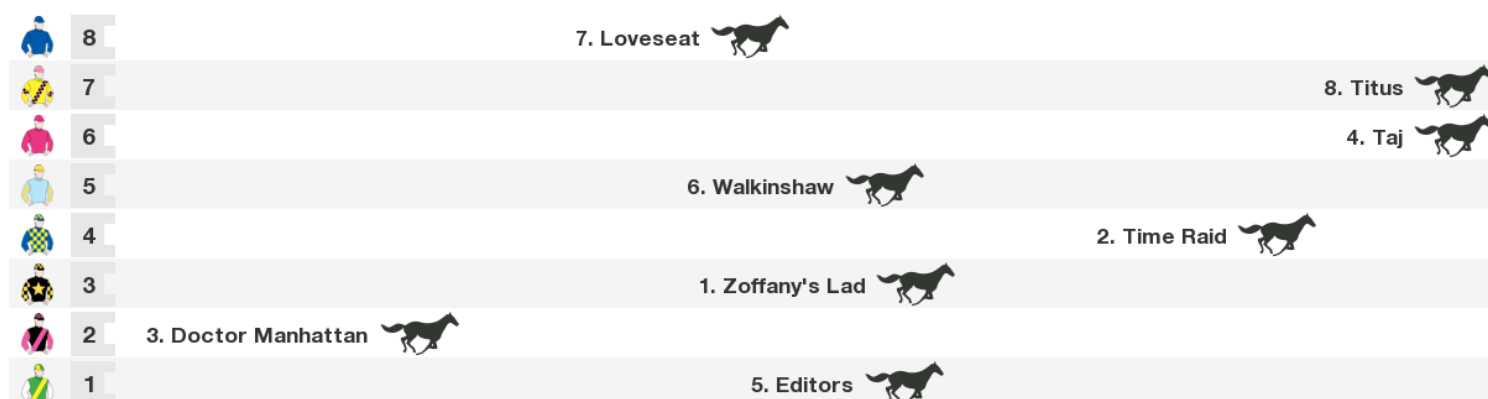 8 7. Loveseat
7 8. Titus
6 4. Taj
5 6. Walkinshaw
4 2. Time Raid
3 1. Zoffany's Lad
2 3. Doctor Manhattan
1 5. Editors